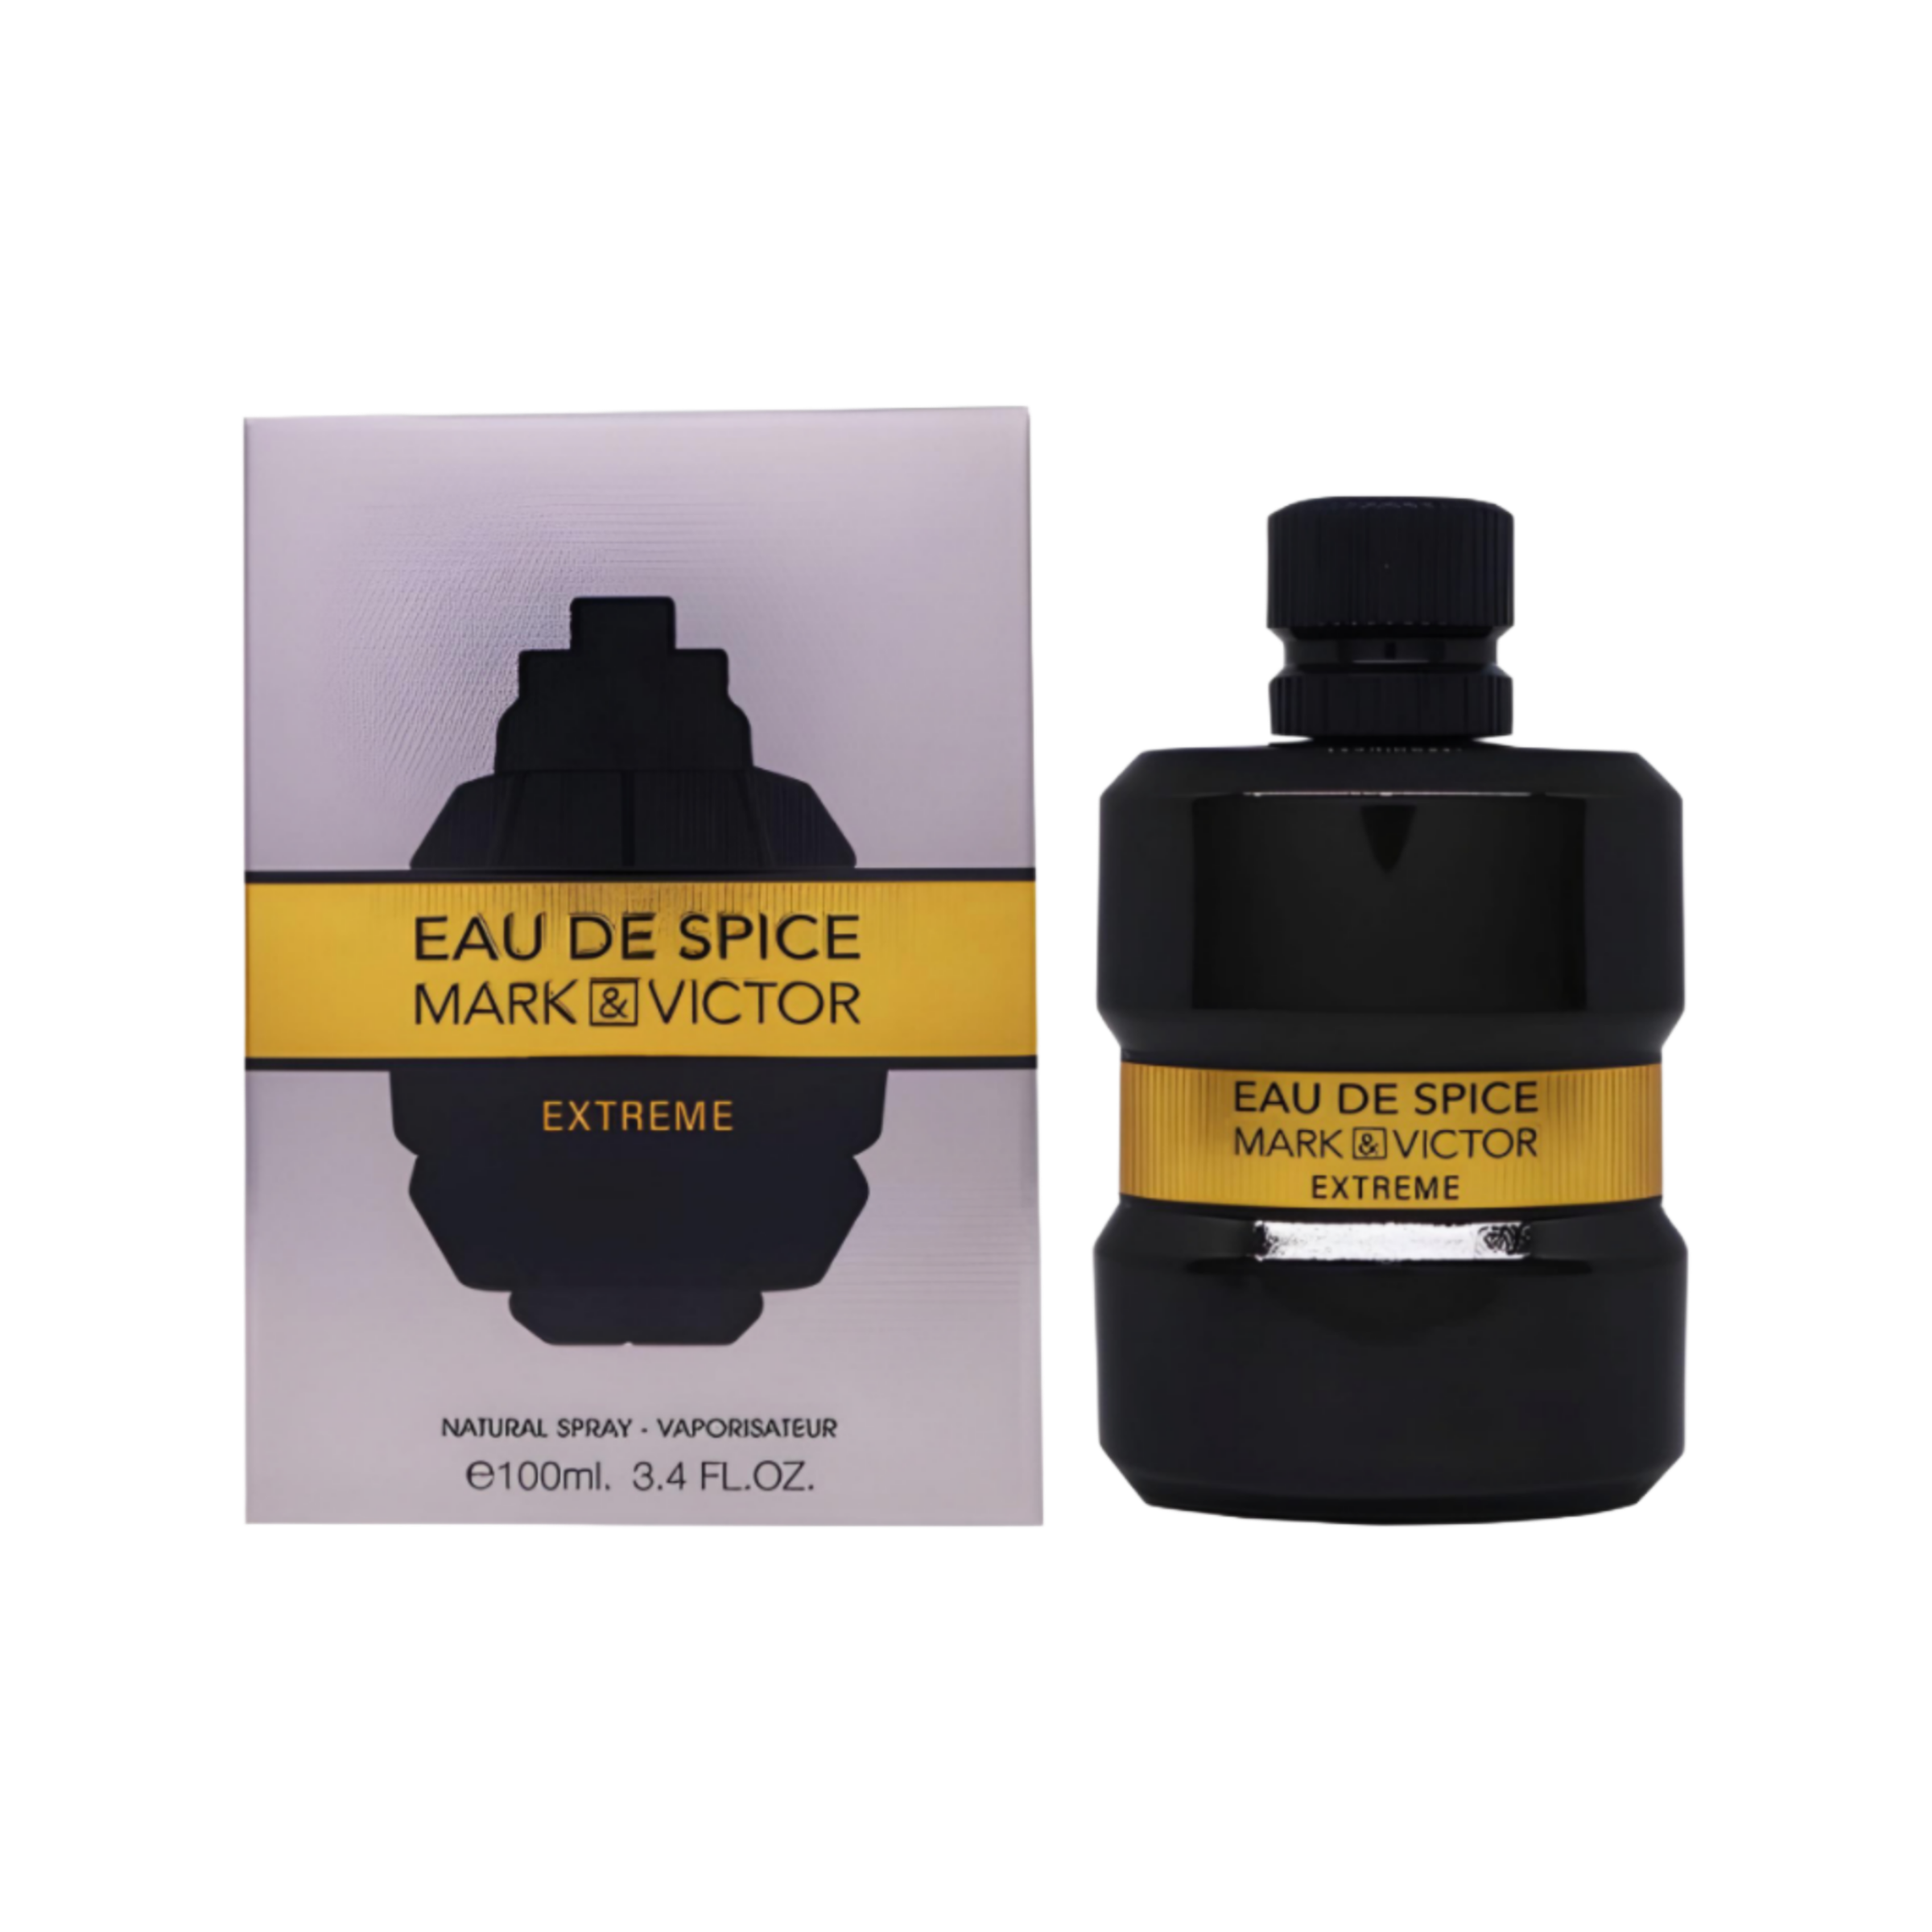 EAU DE SPICE
MARK & VICTOR
EXTREME
NATURAL SPRAY - VAPORISATEUR
℮100ml. 3.4 FL.OZ.
EAU DE SPICE
MARK & VICTOR
EXTREME